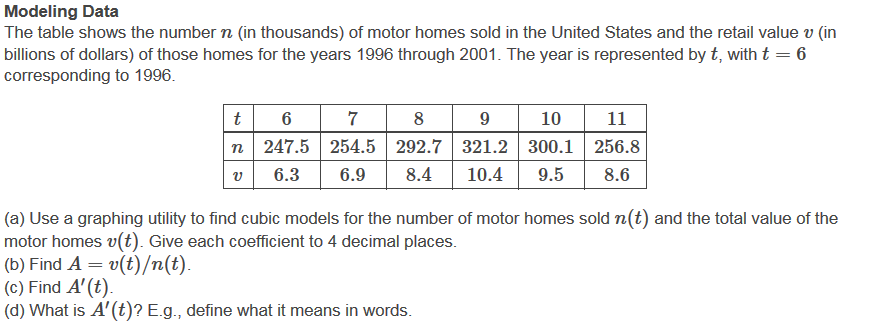 Modeling Data
The table shows the number n (in thousands) of motor homes sold in the United States and the retail value v (in
billions of dollars) of those homes for the years 1996 through 2001. The year is represented by t, with t = 6
corresponding to 1996.
t 6 7 8 9 10 11
n 247.5 254.5 292.7 321.2 300.1 256.8
v 6.3 6.9 8.4 10.4 9.5 8.6
(a) Use a graphing utility to find cubic models for the number of motor homes sold n(t) and the total value of the
motor homes v(t). Give each coefficient to 4 decimal places.
(b) Find A = v(t)/n(t).
(c) Find A′(t).
(d) What is A′(t)? E.g., define what it means in words.